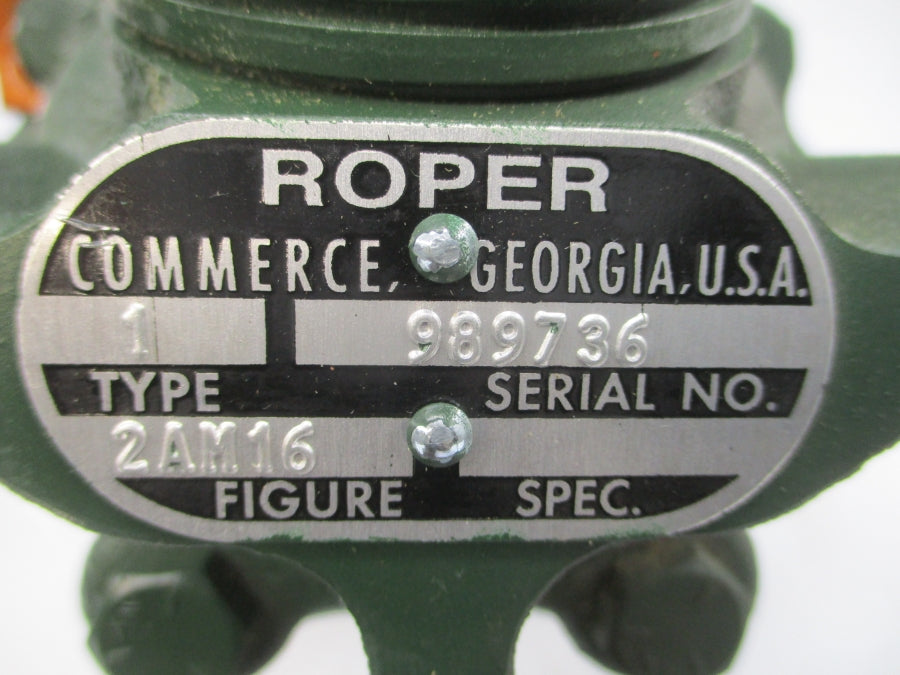 ROPER
COMMERCE, GEORGIA, U.S.A.
1 989736
TYPE SERIAL NO.
2AM16
FIGURE SPEC.